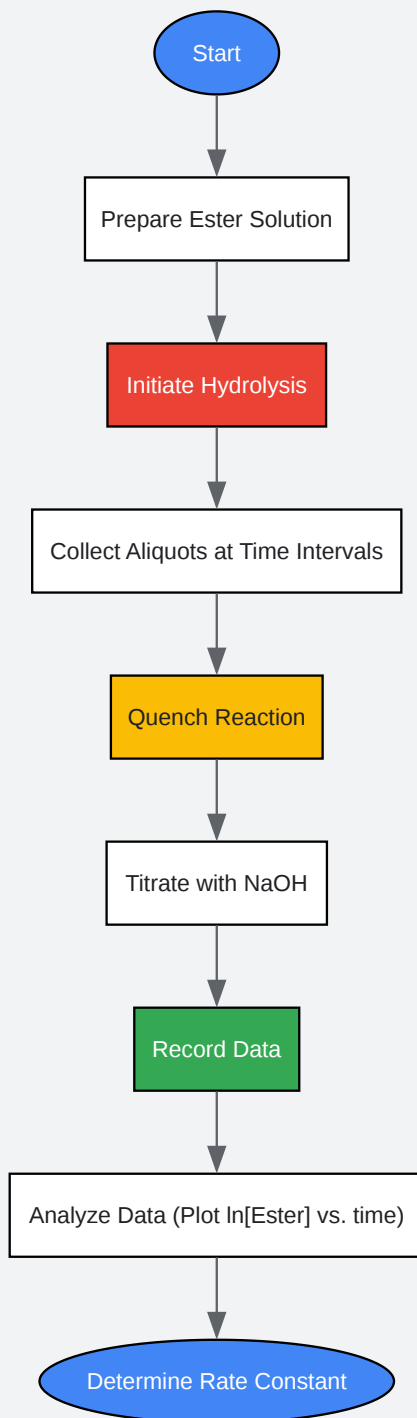 Start
Prepare Ester Solution
Initiate Hydrolysis
Collect Aliquots at Time Intervals
Quench Reaction
Titrate with NaOH
Record Data
Analyze Data (Plot ln[Ester] vs. time)
Determine Rate Constant